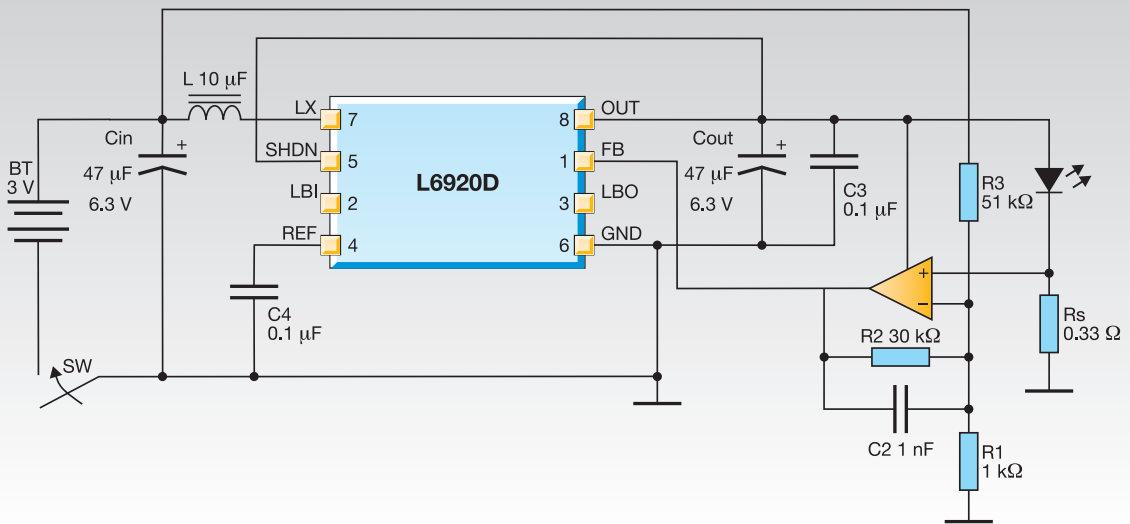 L 10 μF
Cin
+
47 μF
6.3 V
BT
3 V
SW
LX
SHDN
LBI
REF
7
5
2
4
L6920D
8
1
3
6
OUT
FB
LBO
GND
C4
0.1 μF
Cout
+
47 μF
6.3 V
C3
0.1 μF
R3
51 kΩ
+
−
Rs
0.33 Ω
R2 30 kΩ
C2 1 nF
R1
1 kΩ